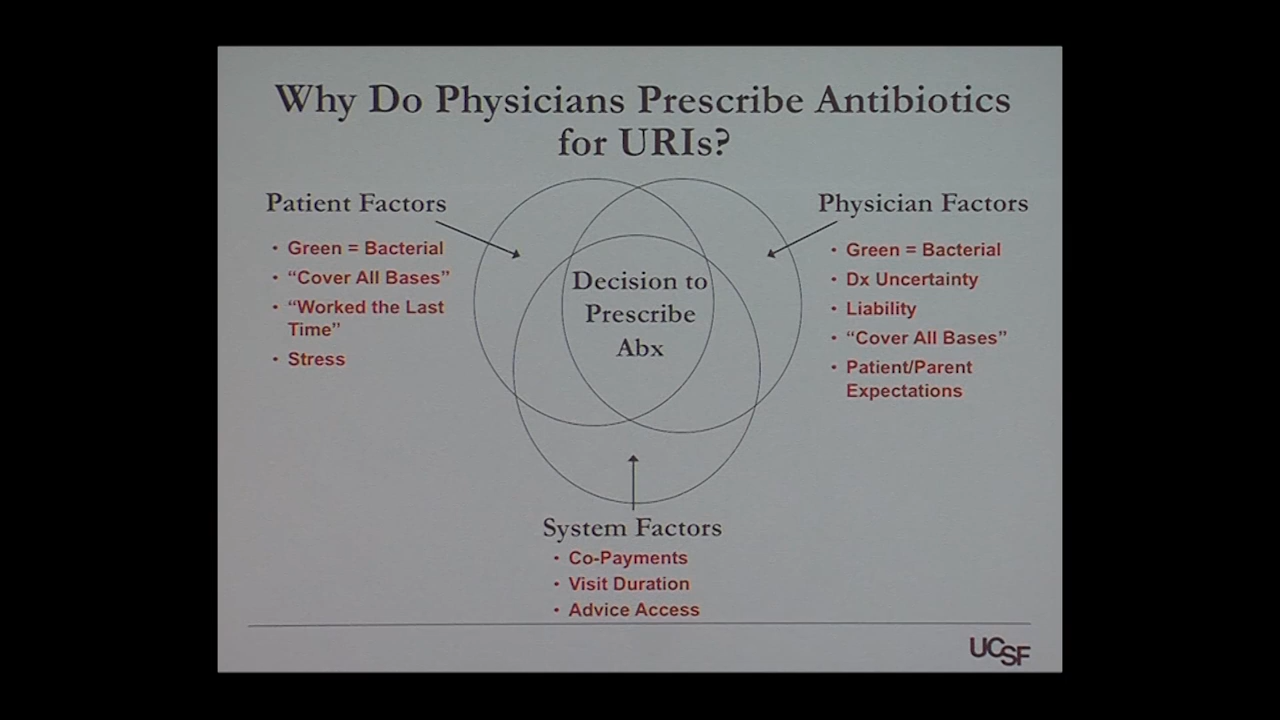 Why Do Physicians Prescribe Antibiotics
for URIs?
Patient Factors
• Green = Bacterial
• “Cover All Bases”
• “Worked the Last
Time”
• Stress
Decision to
Prescribe
Abx
Physician Factors
• Green = Bacterial
• Dx Uncertainty
• Liability
• “Cover All Bases”
• Patient/Parent
Expectations
System Factors
• Co-Payments
• Visit Duration
• Advice Access
UCSF